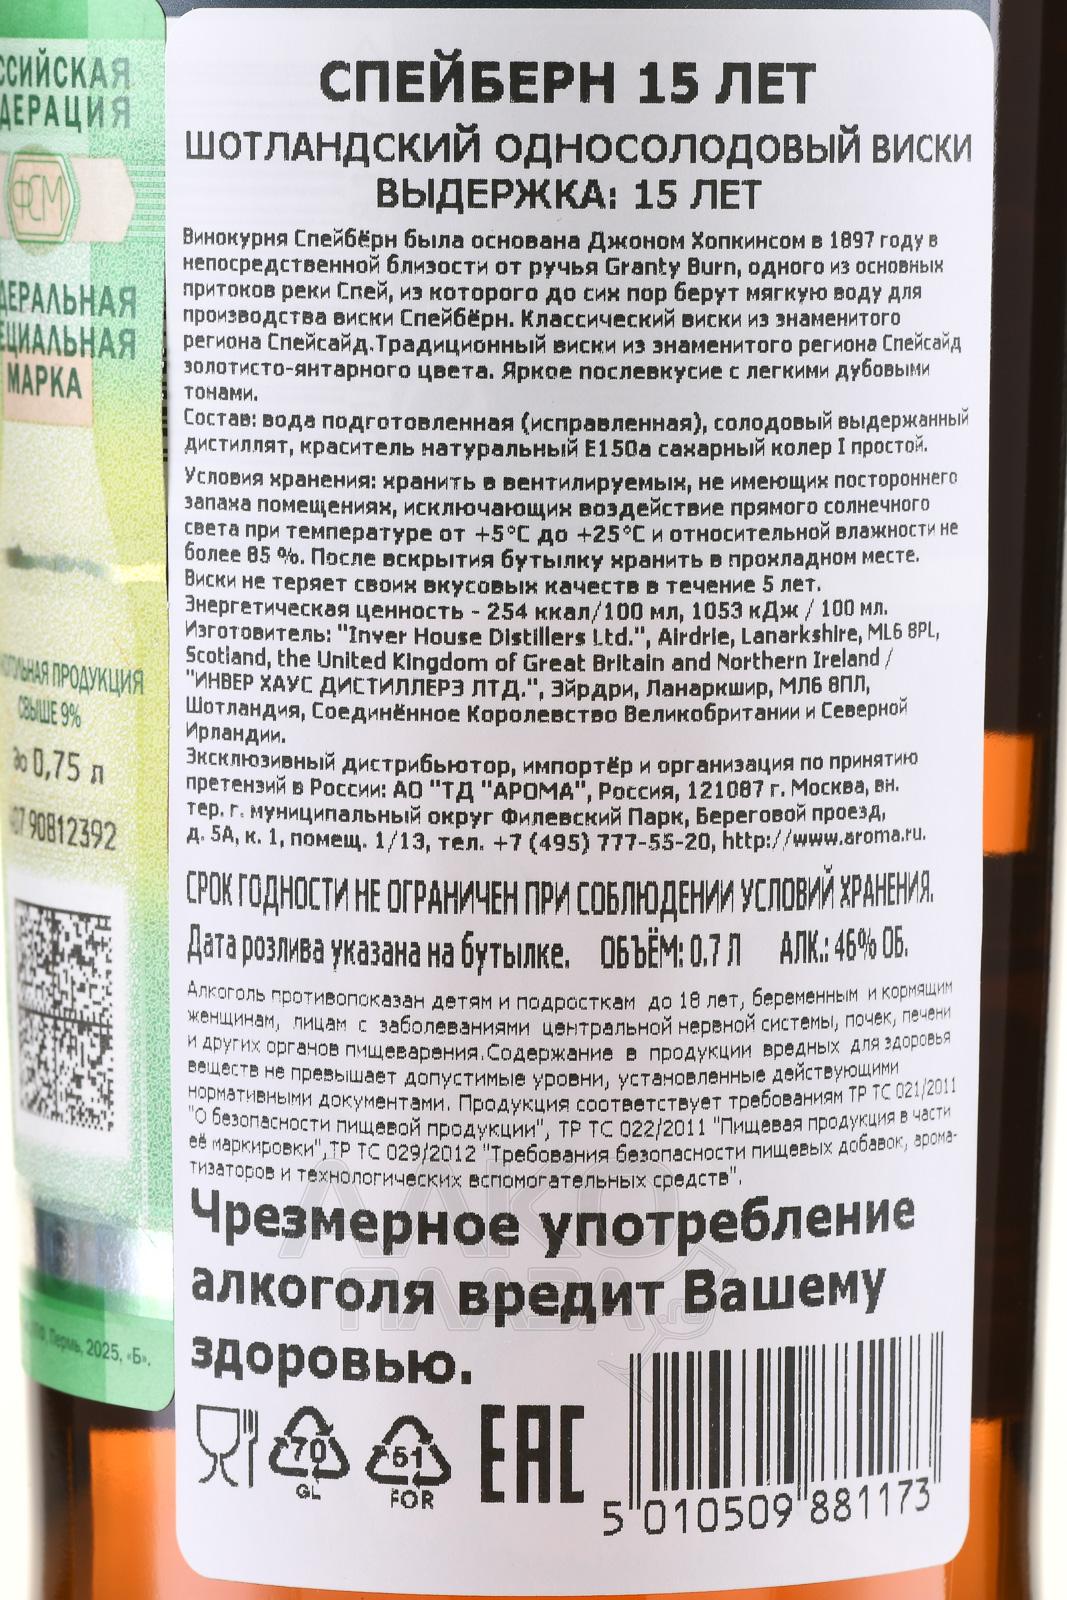 СПЕЙБЕРН 15 ЛЕТ
ШОТЛАНДСКИЙ ОДНОСОЛОДОВЫЙ ВИСКИ
ВЫДЕРЖКА: 15 ЛЕТ
Винокурня Спейбёрн была основана Джоном Хопкинсом в 1897 году в
непосредственной близости от ручья Granty Burn, одного из основных
притоков реки Спей, из которого до сих пор берут мягкую воду для
производства виски Спейбёрн. Классический виски из знаменитого
региона Спейсайд.Традиционный виски из знаменитого региона Спейсайд
золотисто-янтарного цвета. Яркое послевкусие с легкими дубовыми
тонами.
Состав: вода подготовленная (исправленная), солодовый выдержанный
дистиллят, краситель натуральный Е150а сахарный колер I простой.
Условия хранения: хранить в вентилируемых, не имеющих постороннего
запаха помещениях, исключающих воздействие прямого солнечного
света при температуре от +5°С до +25°С и относительной влажности не
более 85 %. После вскрытия бутылку хранить в прохладном месте.
Виски не теряет своих вкусовых качеств в течение 5 лет.
Энергетическая ценность - 254 ккал/100 мл, 1053 кДж / 100 мл.
Изготовитель: "Inver House Distillers Ltd.", Airdrie, Lanarkshire, ML6 8PL,
Scotland, the United Kingdom of Great Britain and Northern Ireland /
"ИНВЕР ХАУС ДИСТИЛЛЕРЗ ЛТД.", Эйрдри, Ланаркшир, МЛ6 8ПЛ,
Шотландия, Соединённое Королевство Великобритании и Северной
Ирландии.
Эксклюзивный дистрибьютор, импортёр и организация по принятию
претензий в России: АО "ТД "АРОМА", Россия, 121087 г. Москва, вн.
тер. г. муниципальный округ Филевский Парк, Береговой проезд,
д. 5А, к. 1, помещ. 1/13, тел. +7 (495) 777-55-20, http://www.aroma.ru.
СРОК ГОДНОСТИ НЕ ОГРАНИЧЕН ПРИ СОБЛЮДЕНИИ УСЛОВИЙ ХРАНЕНИЯ.
Дата розлива указана на бутылке. ОБЪЁМ: 0.7 Л АЛК.: 46% ОБ.
Алкоголь противопоказан детям и подросткам до 18 лет, беременным и кормящим
женщинам, лицам с заболеваниями центральной нервной системы, почек, печени
и других органов пищеварения.Содержание в продукции вредных для здоровья
веществ не превышает допустимые уровни, установленные действующими
нормативными документами. Продукция соответствует требованиям ТР ТС 021/2011
"О безопасности пищевой продукции", ТР ТС 022/2011 "Пищевая продукция в части
её маркировки",ТР ТС 029/2012 "Требования безопасности пищевых добавок, арома-
тизаторов и технологических вспомогательных средств".
Чрезмерное употребление
алкоголя вредит Вашему
здоровью.
70
GL
61
FOR
EAC
5 010509 881173
ССИЙСКАЯ
ДЕРАЦИЯ
ФСМ
ДЕРАЛЬНАЯ
ЕЦИАЛЬНАЯ
МАРКА
ПРОДУКЦИЯ
СВЫШЕ 9%
до 0,75 л
07 90812392
Пермь, 2025, «Б».
АЛКО
ПЛАЗА
.ru